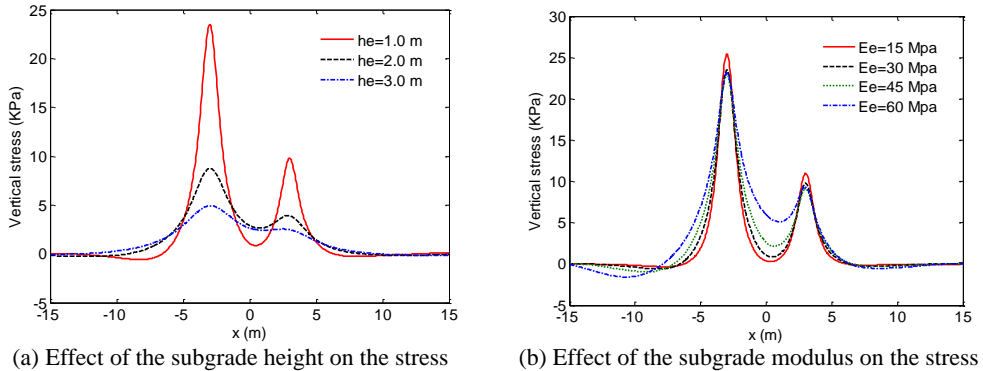 25
20
15
10
5
0
-5
Vertical stress (KPa)
he=1.0 m
he=2.0 m
he=3.0 m
-15 -10 -5 0 5 10 15
x (m)
(a) Effect of the subgrade height on the stress
30
25
20
15
10
5
0
-5
Vertical stress (KPa)
Ee=15 Mpa
Ee=30 Mpa
Ee=45 Mpa
Ee=60 Mpa
-15 -10 -5 0 5 10 15
x (m)
(b) Effect of the subgrade modulus on the stress